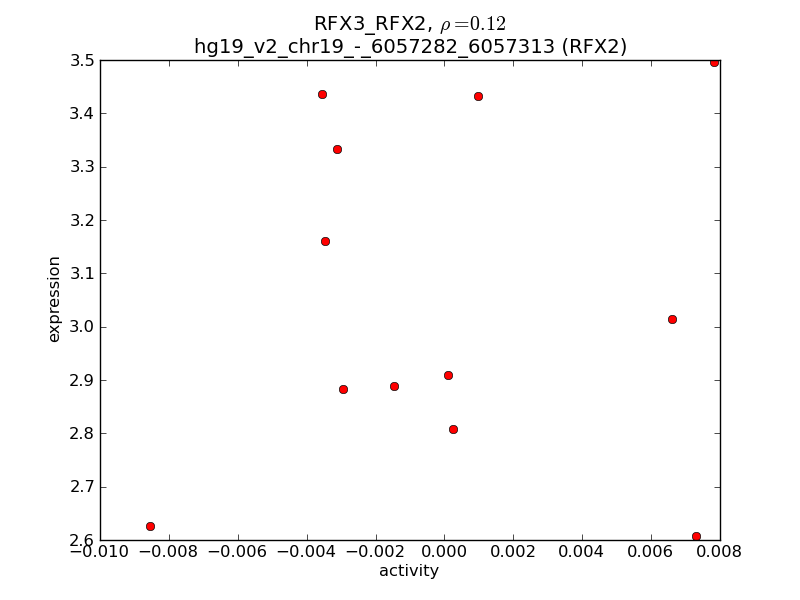 RFX3_RFX2, ρ=0.12
hg19_v2_chr19_-_6057282_6057313 (RFX2)
3.5
3.4
3.3
3.2
3.1
3.0
2.9
2.8
2.7
2.6
expression
−0.010 −0.008 −0.006 −0.004 −0.002 0.000 0.002 0.004 0.006 0.008
activity